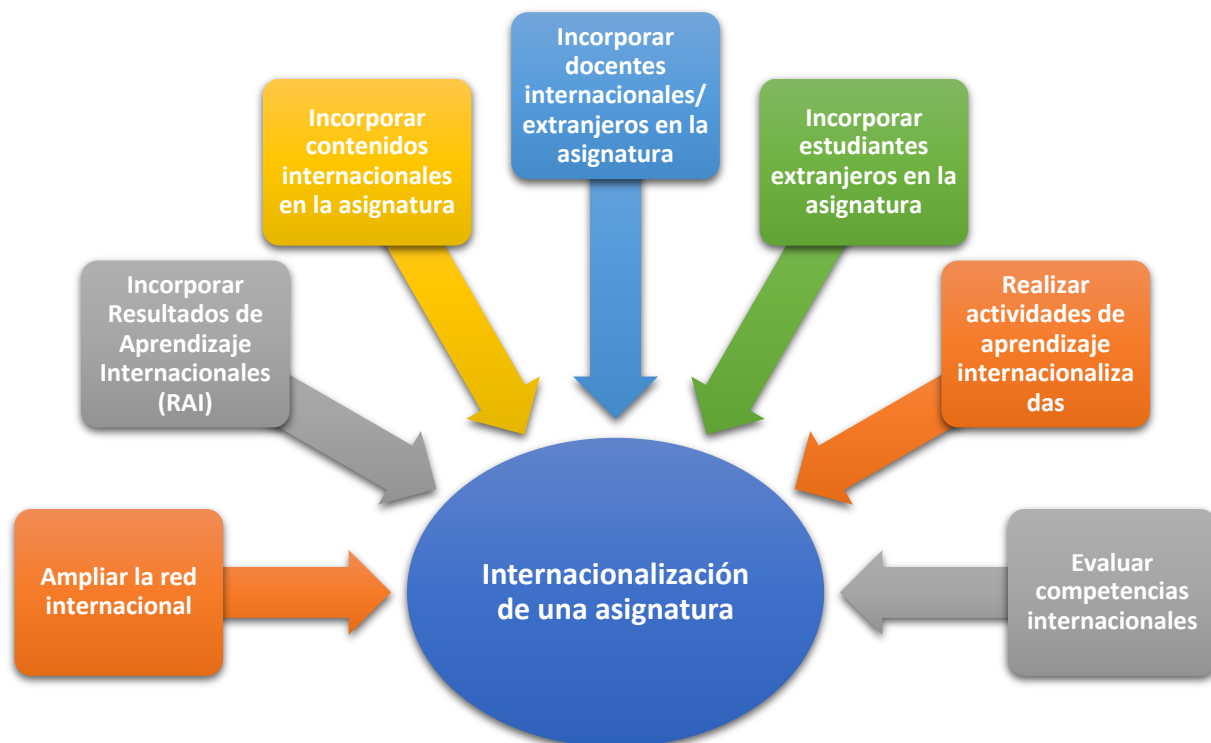 Ampliar la red
internacional
Incorporar
Resultados de
Aprendizaje
Internacionales
(RAI)
Incorporar
contenidos
internacionales
en la asignatura
Incorporar
docentes
internacionales/
extranjeros en la
asignatura
Incorporar
estudiantes
extranjeros en la
asignatura
Realizar
actividades de
aprendizaje
internacionaliza
das
Evaluar
competencias
internacionales
Internacionalización
de una asignatura